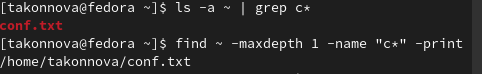 [takonnova@fedora ~]$ ls -a ~ | grep c*
conf.txt
[takonnova@fedora ~]$ find ~ -maxdepth 1 -name "c*" -print
/home/takonnova/conf.txt